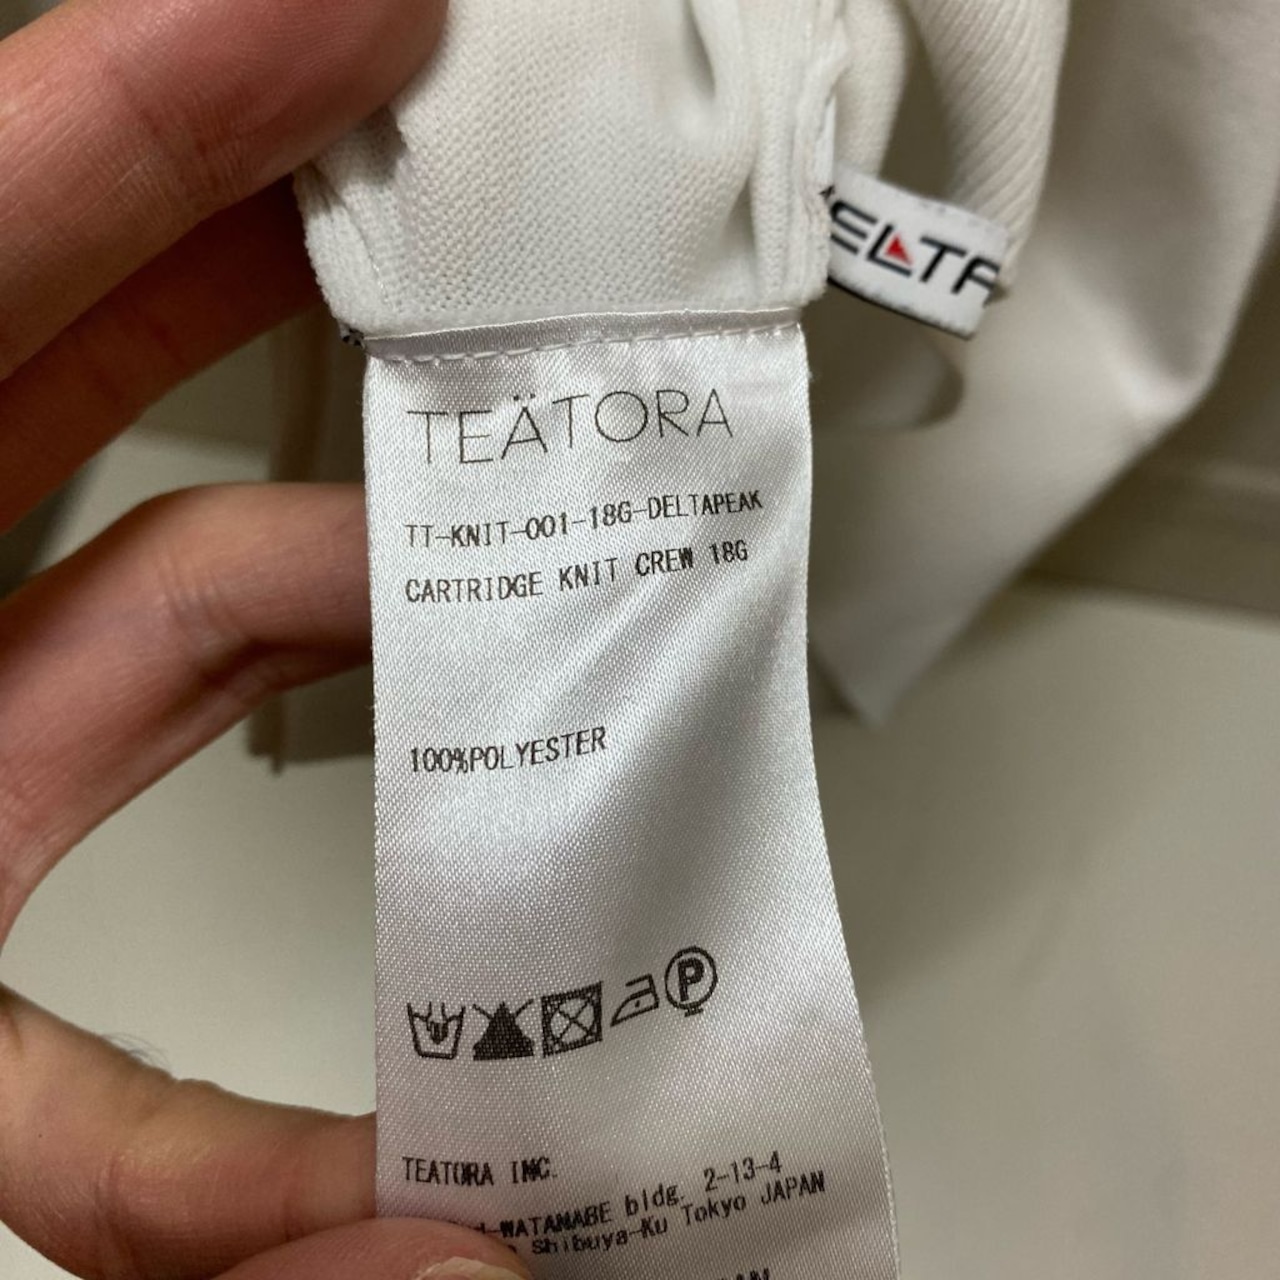 ELTA
TEÄTORA
TT-KNIT-001-18G-DELTAPEAK
CARTRIDGE KNIT CREW 18G
100%POLYESTER
P
TEATORA INC.
WATANABE bldg. 2-13-4
Shibuya-Ku Tokyo JAPAN